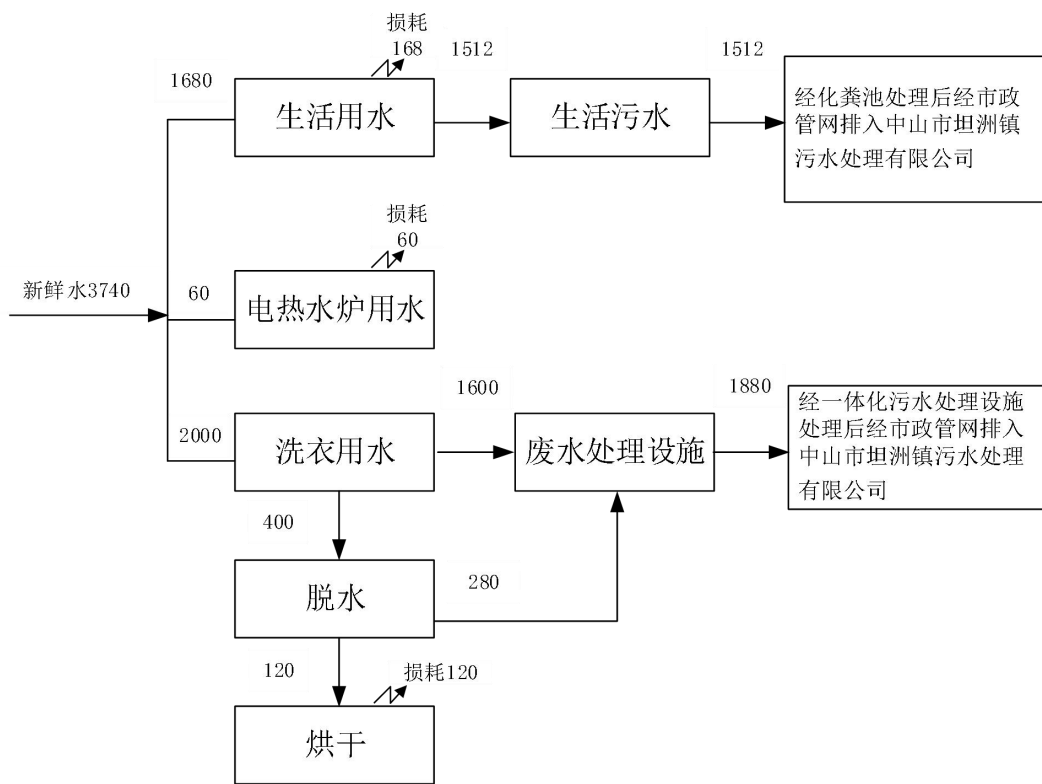 损耗
168
1512
1512
1680
生活用水
生活污水
经化粪池处理后经市政
管网排入中山市坦洲镇
污水处理有限公司
损耗
60
新鲜水3740
60
电热水炉用水
1600
1880
2000
洗衣用水
废水处理设施
经一体化污水处理设施
处理后经市政管网排入
中山市坦洲镇污水处理
有限公司
400
脱水
280
120
损耗120
烘干